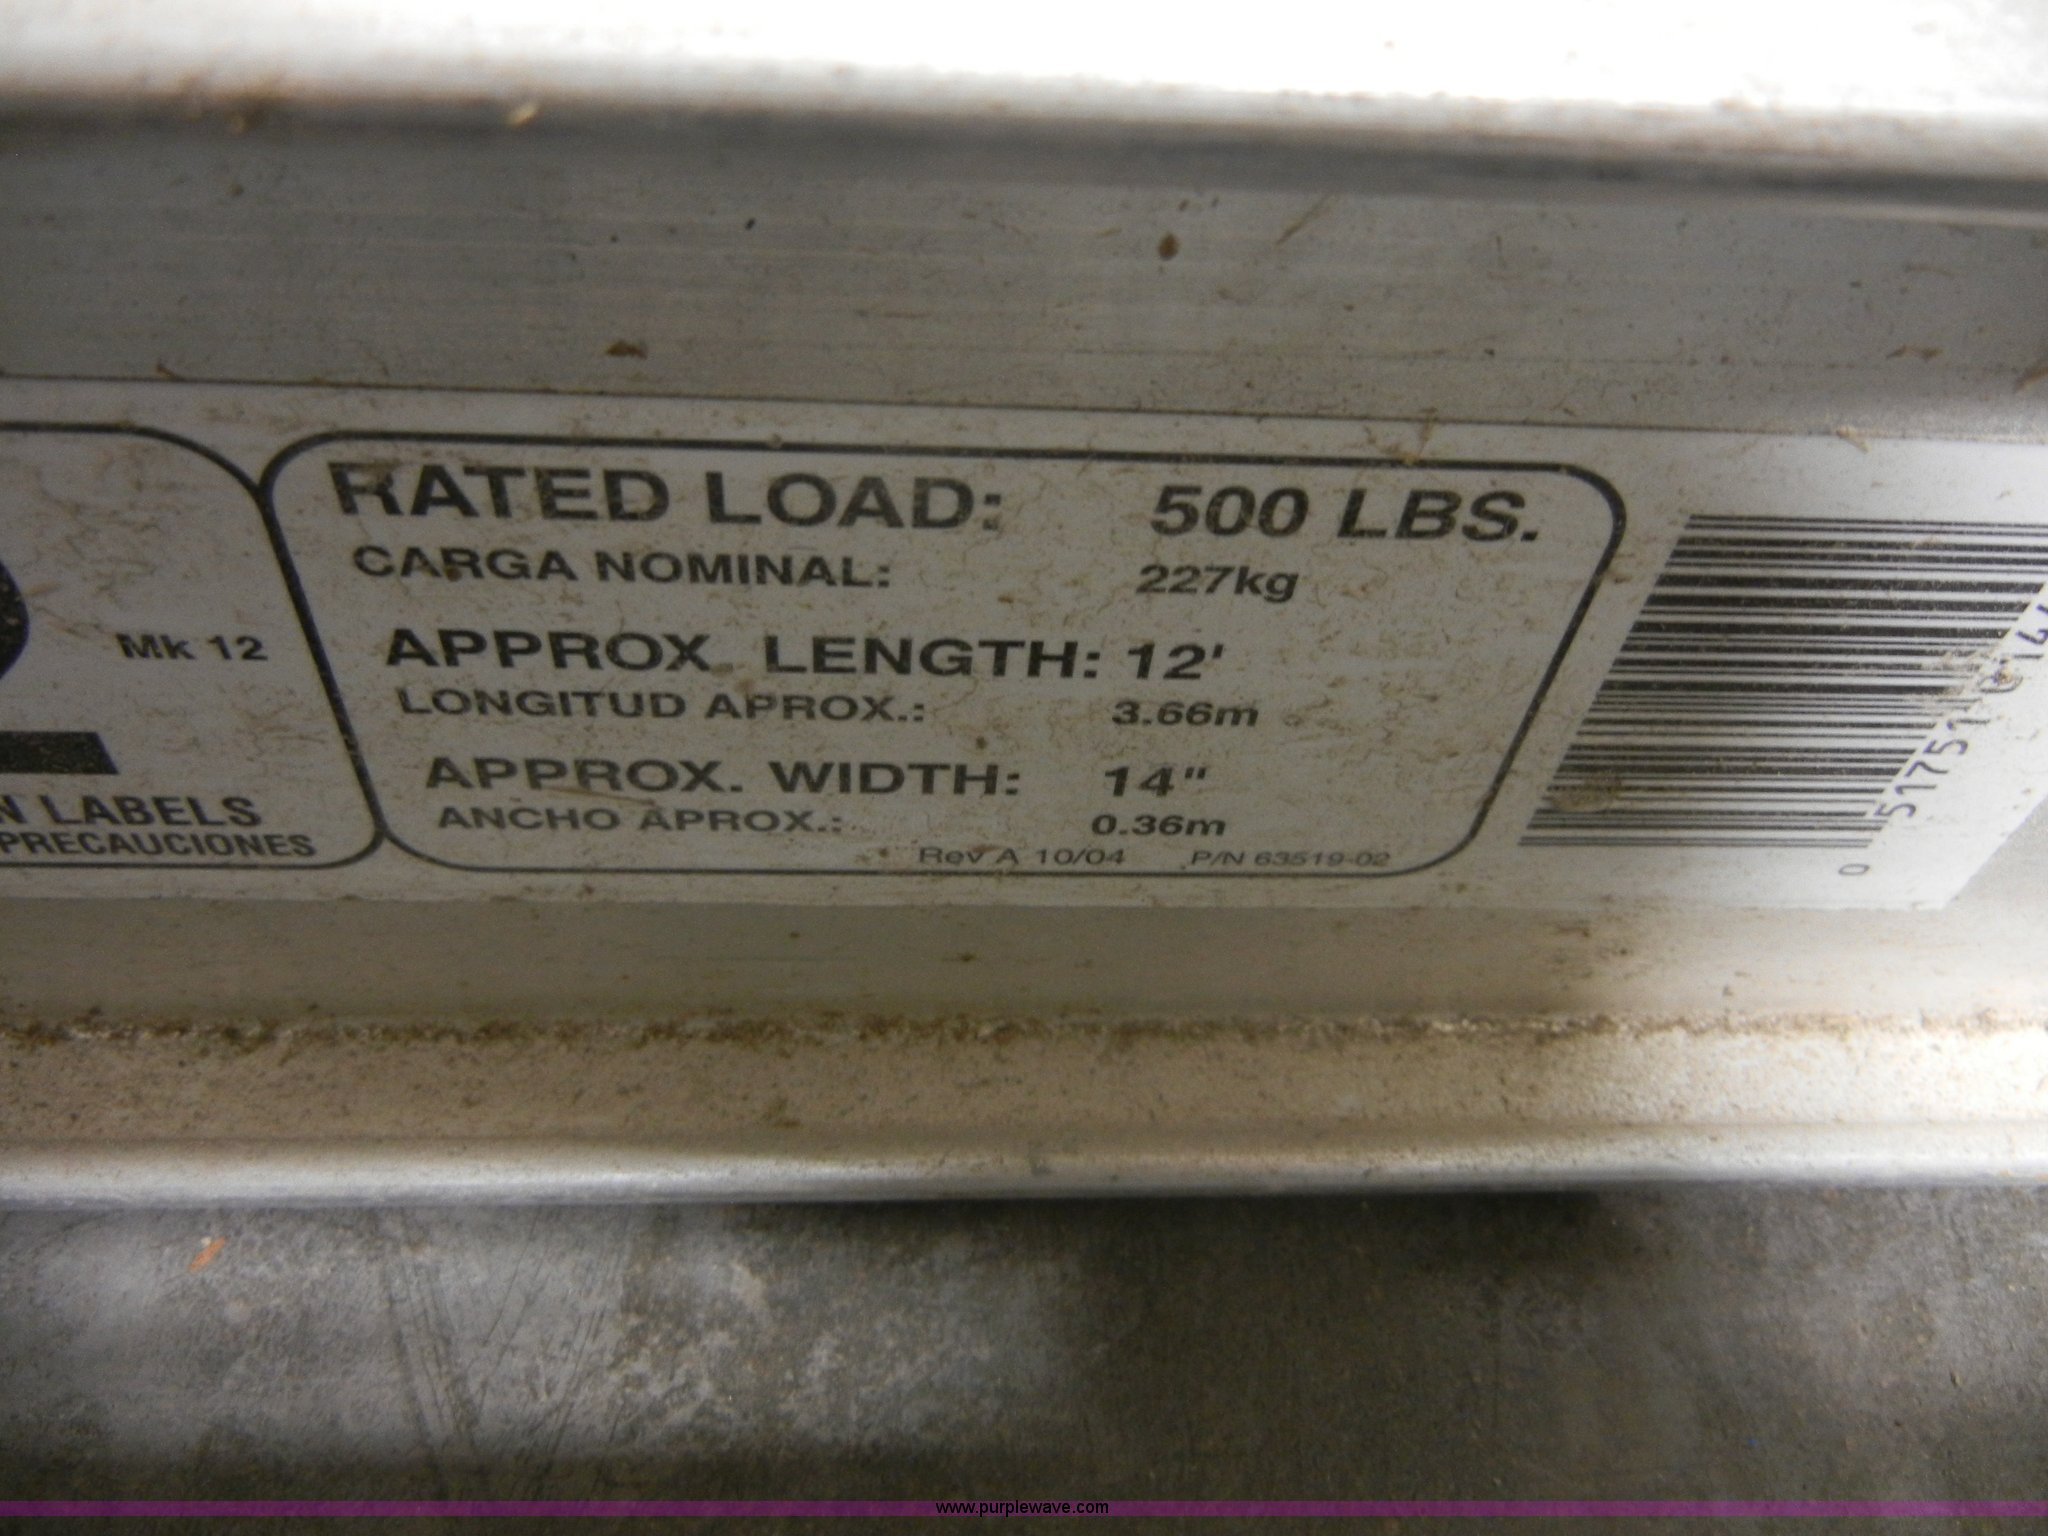 Mk 12
N LABELS
PRECAUCIONES
RATED LOAD: 500 LBS.
CARGA NOMINAL: 227kg
APPROX. LENGTH: 12'
LONGITUD APROX.: 3.66m
APPROX. WIDTH: 14"
ANCHO APROX.: 0.36m
Rev A 10/04 P/N 63519-02
www.purplewave.com